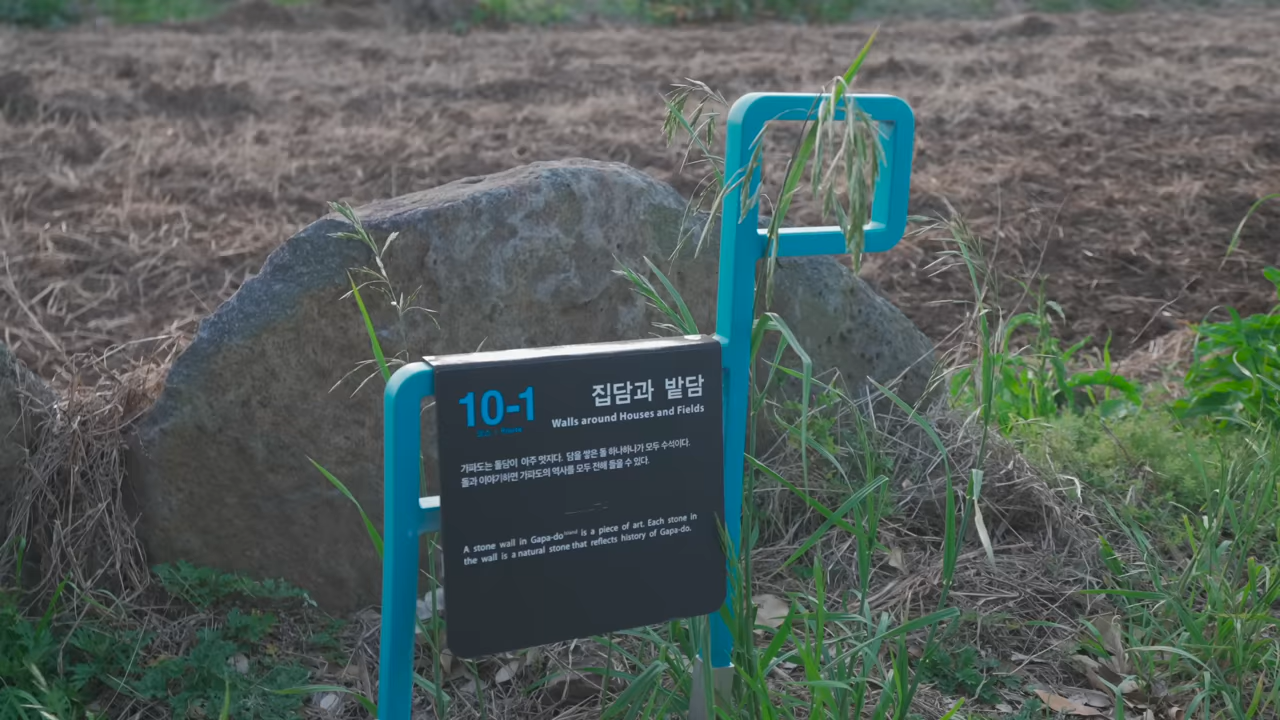 10-1
집담과 밭담
Walls around Houses and Fields
가파도는 돌담이 아주 멋지다. 담을 쌓은 돌 하나하나가 모두 수석이다.
돌과 이야기하면 가파도의 역사를 모두 전해 들을 수 있다.
A stone wall in Gapa-do island is a piece of art. Each stone in
the wall is a natural stone that reflects history of Gapa-do.